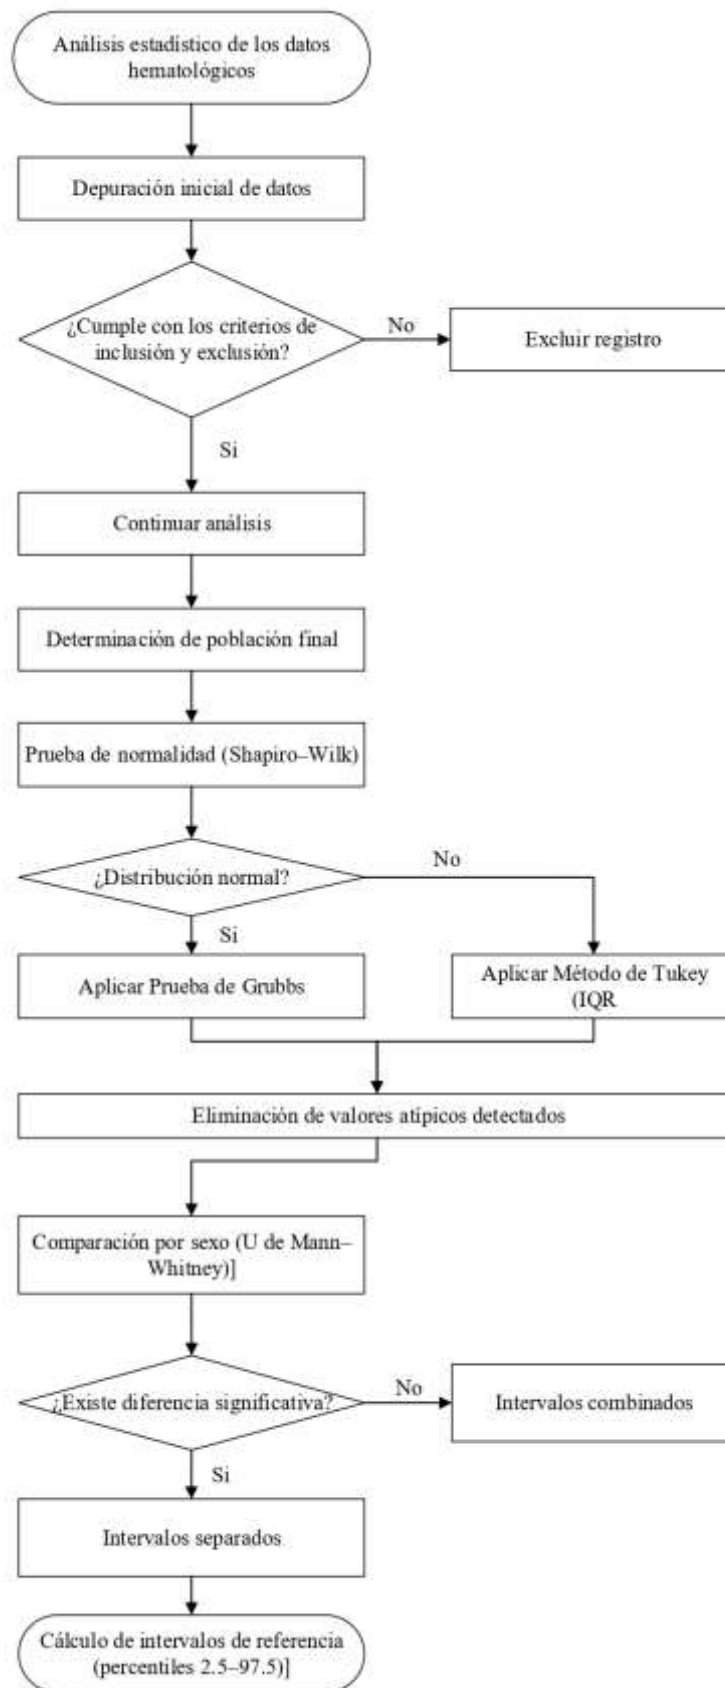 Análisis estadístico de los datos
hematológicos
Depuración inicial de datos
¿Cumple con los criterios de
inclusión y exclusión?
No
Excluir registro
Si
Continuar análisis
Determinación de población final
Prueba de normalidad (Shapiro–Wilk)
¿Distribución normal?
No
Si
Aplicar Prueba de Grubbs
Aplicar Método de Tukey
(IQR
Eliminación de valores atípicos detectados
Comparación por sexo (U de Mann–
Whitney)]
¿Existe diferencia significativa?
No
Intervalos combinados
Si
Intervalos separados
Cálculo de intervalos de referencia
(percentiles 2.5–97.5)]